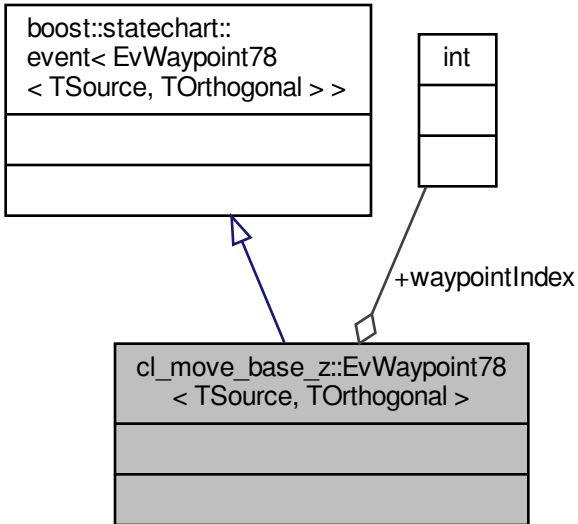 boost::statechart::
event< EvWaypoint78
< TSource, TOrthogonal > >
int
+waypointIndex
cl_move_base_z::EvWaypoint78
< TSource, TOrthogonal >